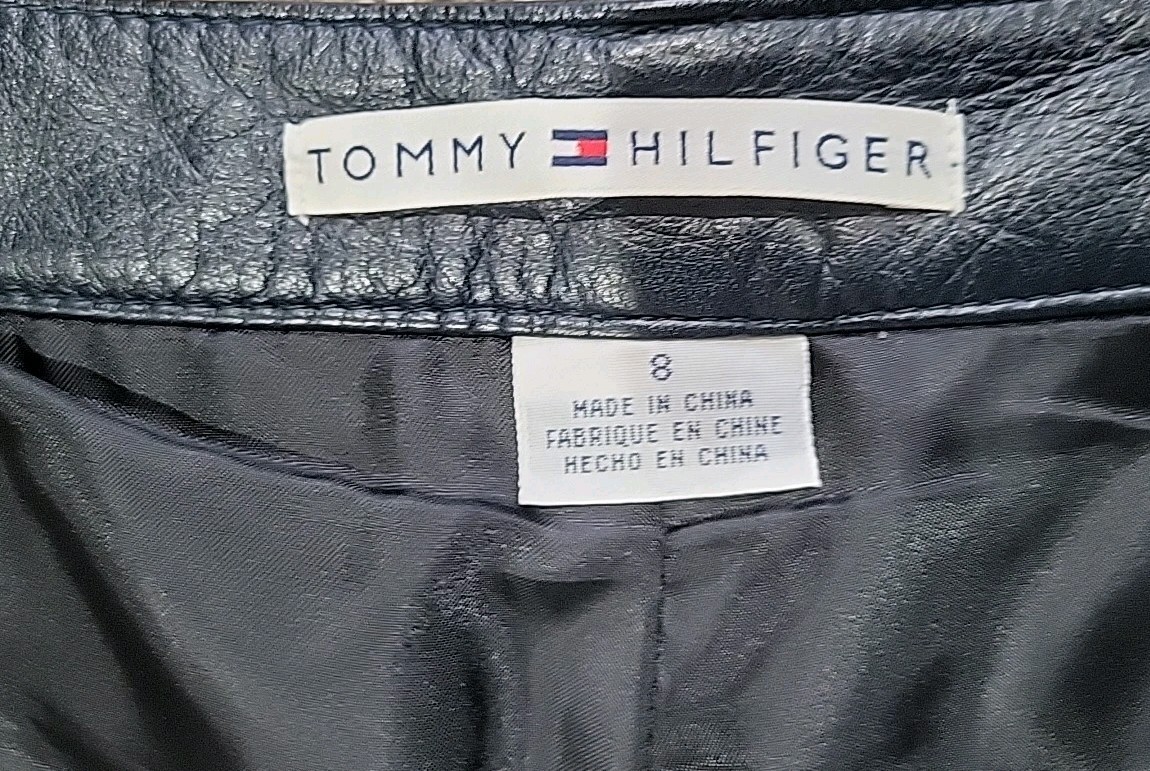 TOMMY HILFIGER
8
MADE IN CHINA
FABRIQUE EN CHINE
HECHO EN CHINA